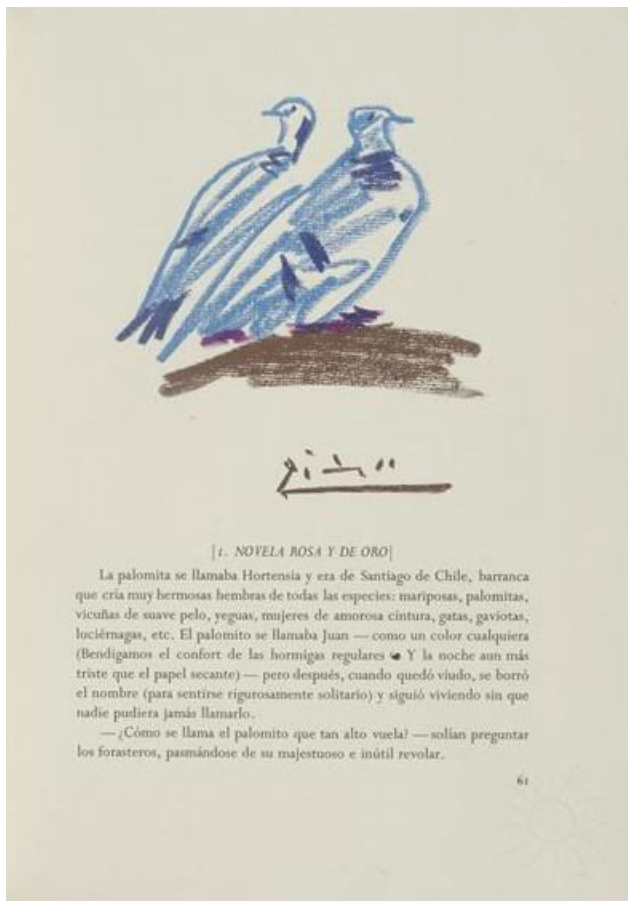 Picasso
[1. NOVELA ROSA Y DE ORO]
La palomita se llamaba Hortensia y era de Santiago de Chile, barranca
que cría muy hermosas hembras de todas las especies: mariposas, palomitas,
vicuñas de suave pelo, yeguas, mujeres de amorosa cintura, gatas, gaviotas,
luciérnagas, etc. El palomito se llamaba Juan — como un color cualquiera
(Bendigamos el confort de las hormigas regulares Y la noche aun más
triste que el papel secante) — pero después, cuando quedó viudo, se borró
el nombre (para sentirse rigurosamente solitario) y siguió viviendo sin que
nadie pudiera jamás llamarlo.
— ¿Cómo se llama el palomito que tan alto vuela? — solían preguntar
los forasteros, pasmándose de su majestuoso e inútil revolar.
61